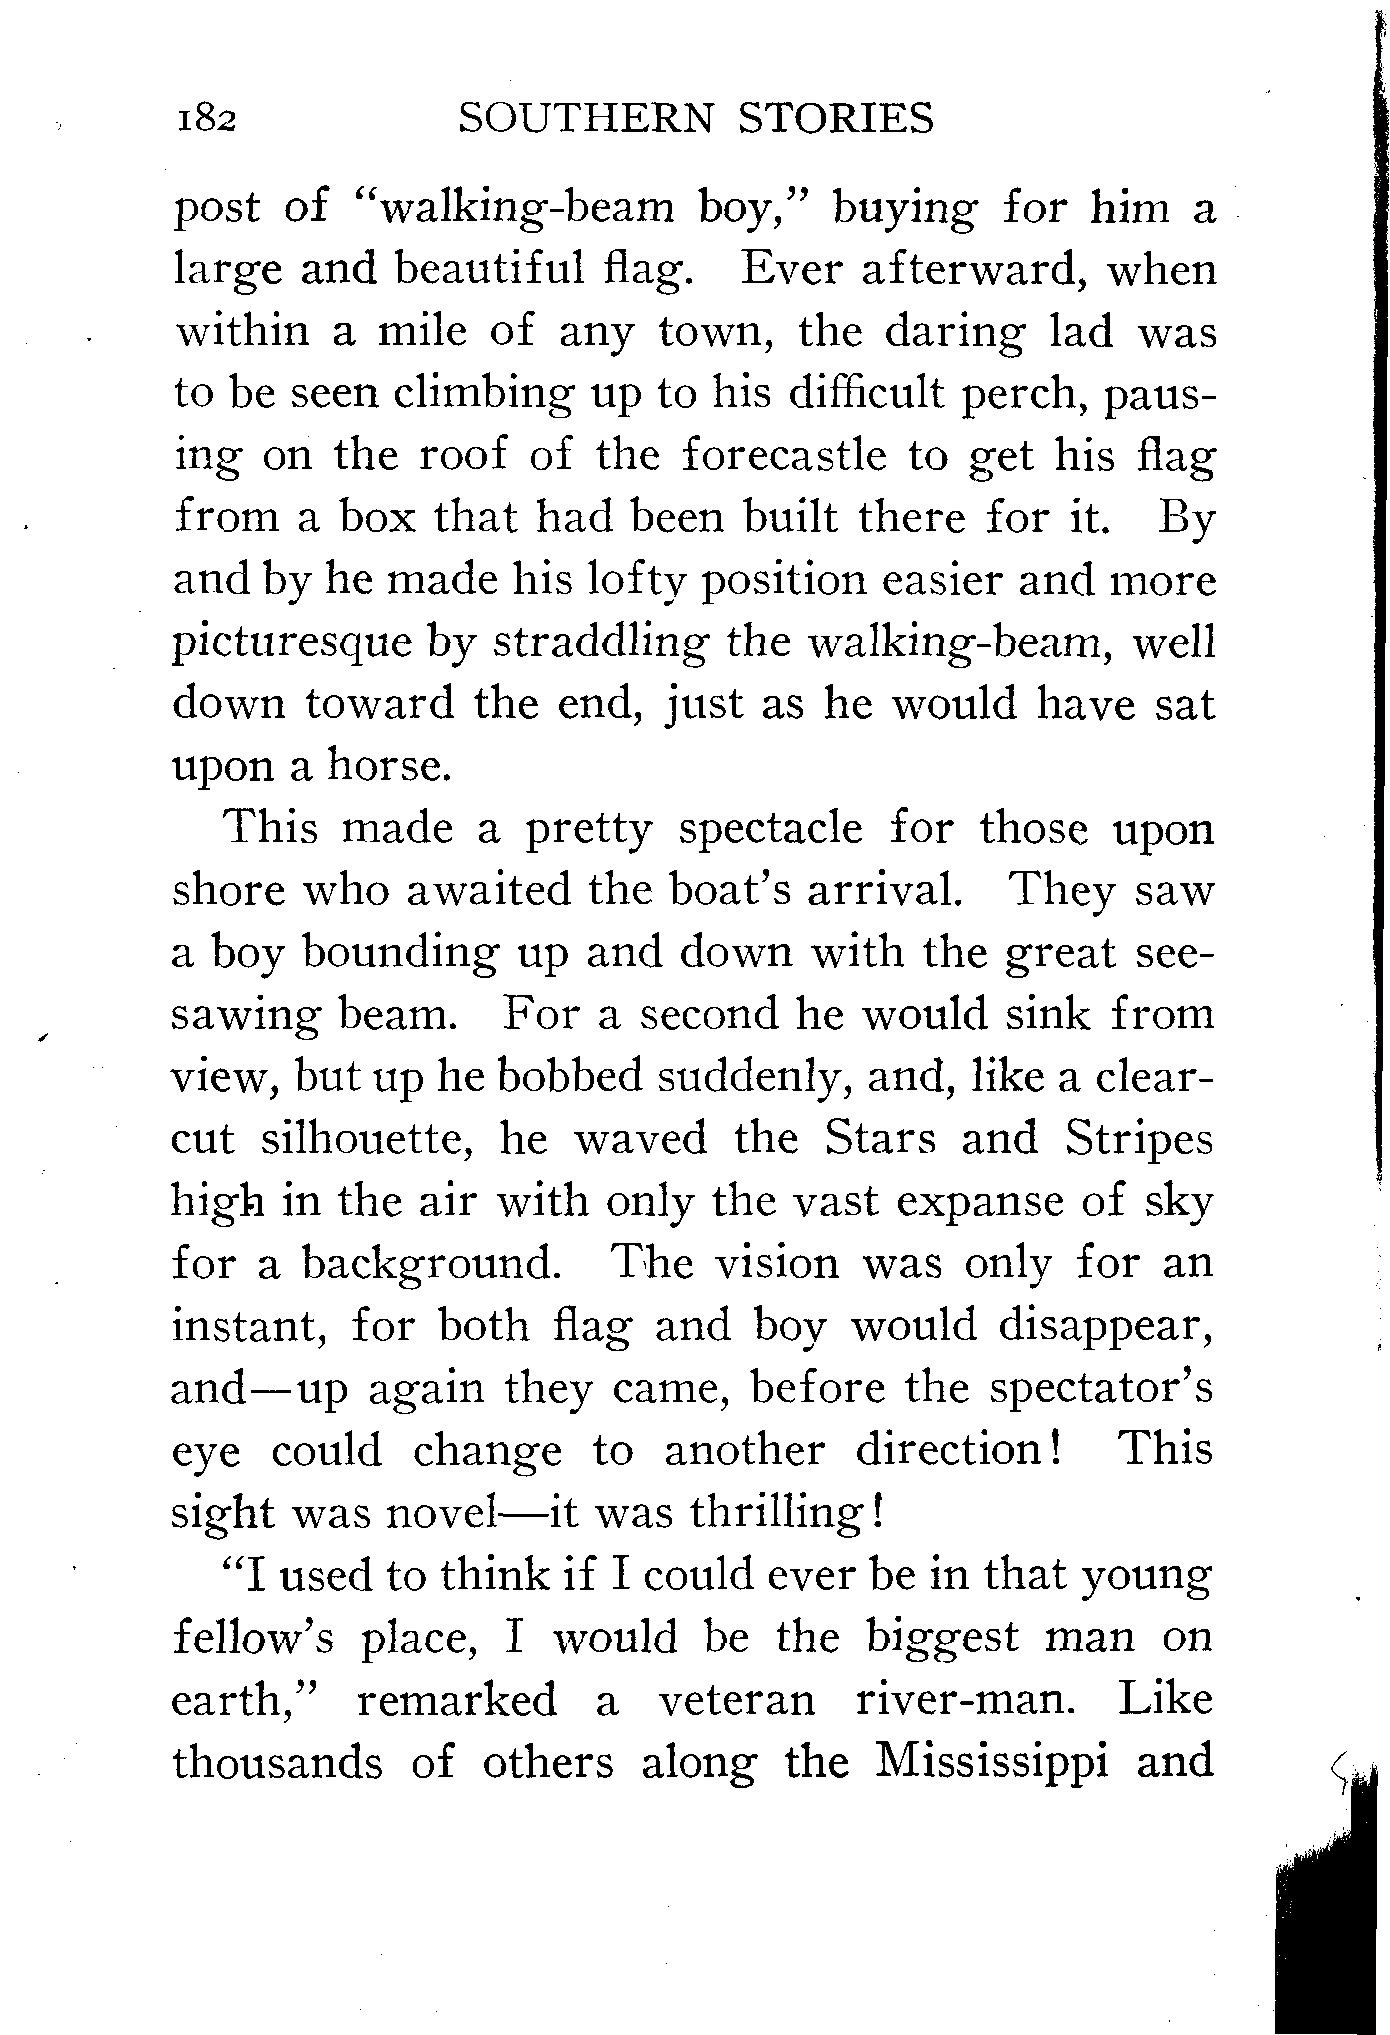 182 SOUTHERN STORIES
post of “walking-beam boy,” buying for him a
large and beautiful flag. Ever afterward, when
within a mile of any town, the daring lad was
to be seen climbing up to his difficult perch, paus-
ing on the roof of the forecastle to get his flag
from a box that had been built there for it. By
and by he made his lofty position easier and more
picturesque by straddling the walking-beam, well
down toward the end, just as he would have sat
upon a horse.
This made a pretty spectacle for those upon
shore who awaited the boat’s arrival. They saw
a boy bounding up and down with the great see-
sawing beam. For a second he would sink from
view, but up he bobbed suddenly, and, like a clear-
cut silhouette, he waved the Stars and Stripes
high in the air with only the vast expanse of sky
for a background. The vision was only for an
instant, for both flag and boy would disappear,
and—up again they came, before the spectator’s
eye could change to another direction! This
sight was novel—it was thrilling!
“I used to think if I could ever be in that young
fellow’s place, I would be the biggest man on
earth,” remarked a veteran river-man. Like
thousands of others along the Mississippi and